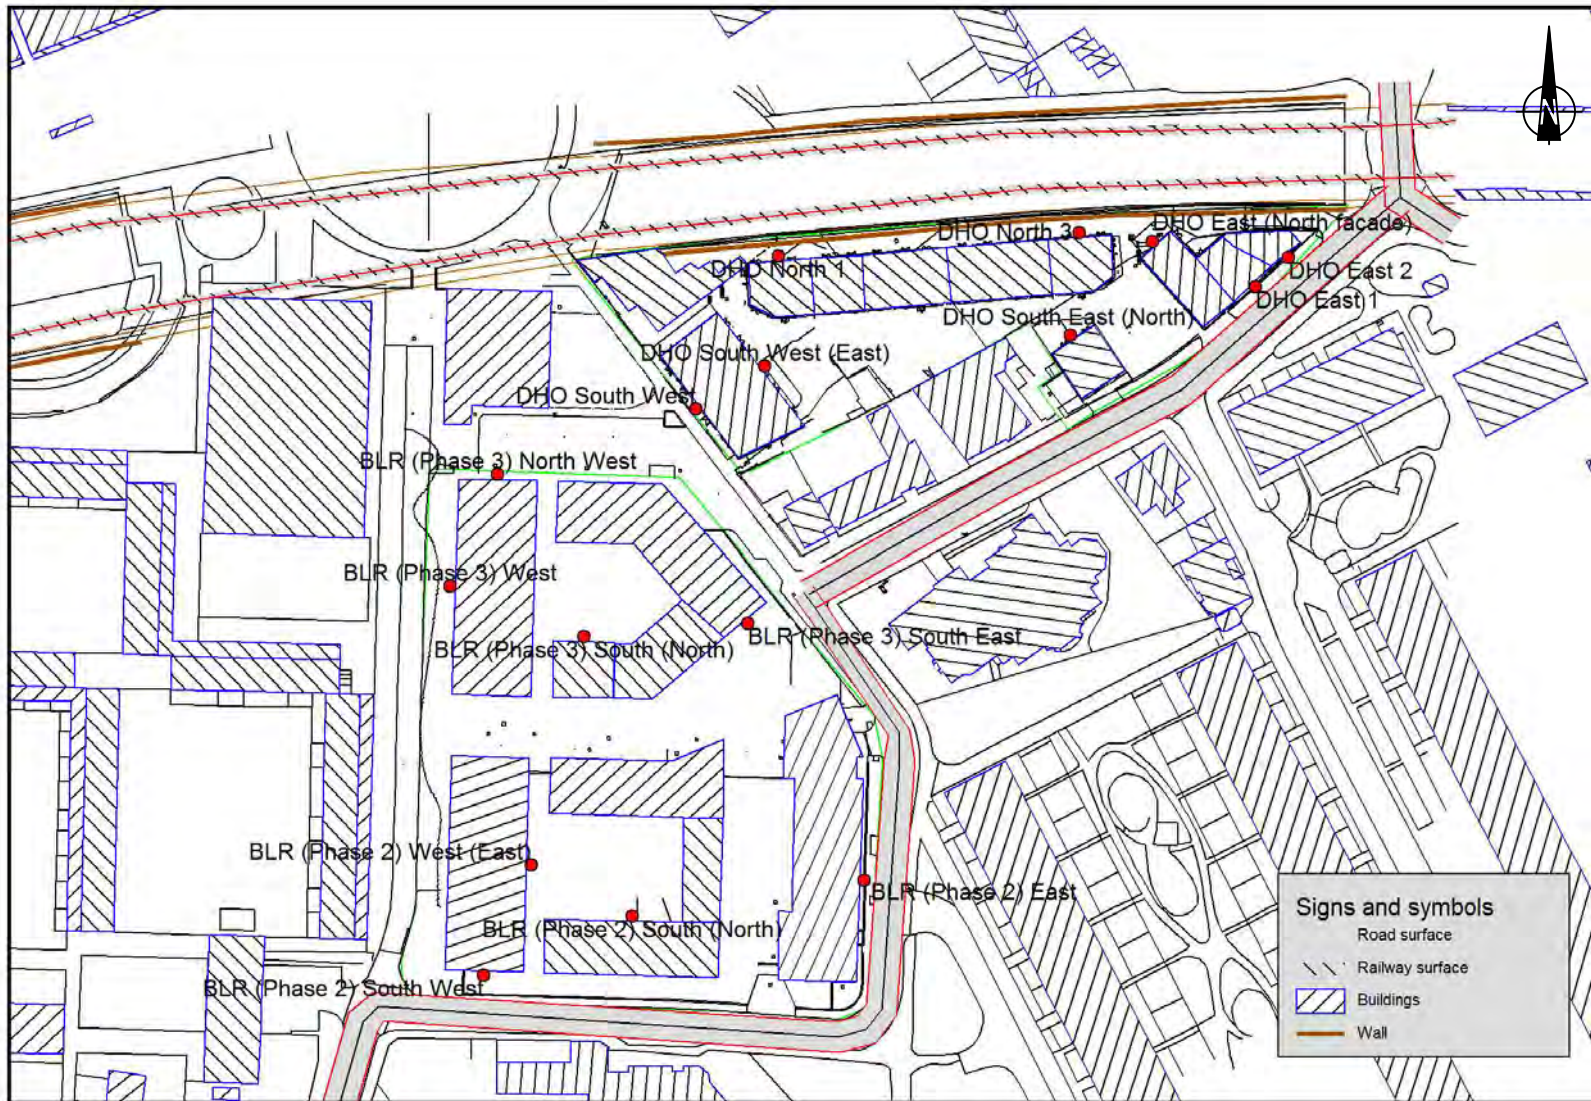 N
DHO North 3
DHO East (North facade)
DHO North 1
DHO East 2
DHO East 1
DHO South East (North)
DHO South West (East)
DHO South West
BLR (Phase 3) North West
BLR (Phase 3) West
BLR (Phase 3) South (North)
BLR (Phase 3) South East
BLR (Phase 2) West (East)
BLR (Phase 2) East
BLR (Phase 2) South (North)
BLR (Phase 2) South West
Signs and symbols
Road surface
Railway surface
Buildings
Wall